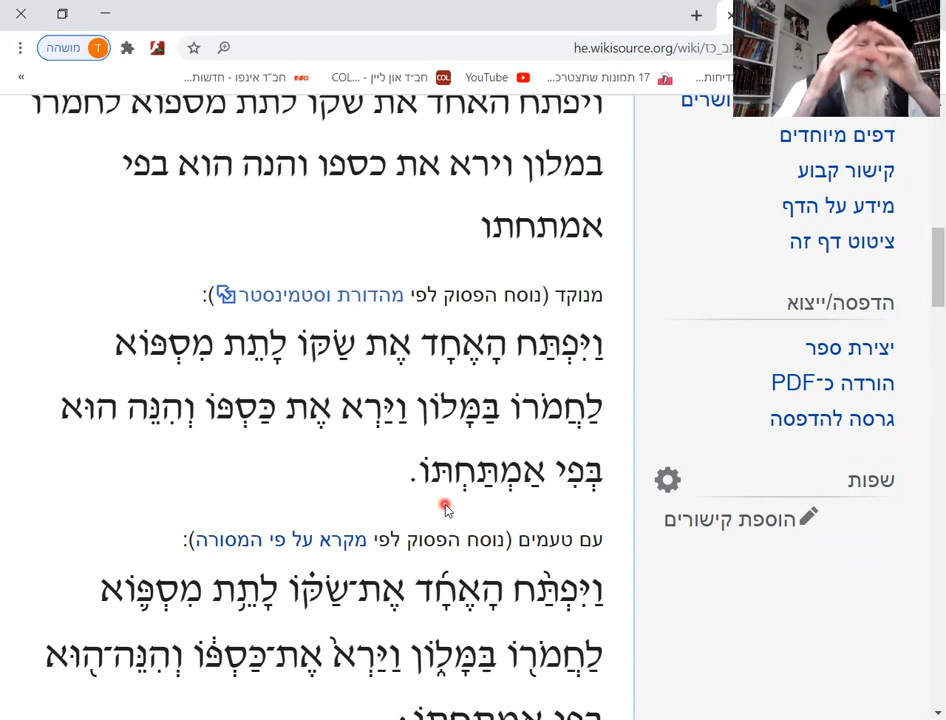 מושהה
T
he.wikisource.org/wiki/
17 תמונות שתצטרכ...
YouTube
COL
חב״ד און ליין - COL...
חב״ד אינפו - חדשות...
«
ויפתח האחד את שקו לתת מספוא לחמרו
במלון וירא את כספו והנה הוא בפי
אמתחתו
מנוקד (נוסח הפסוק לפי מהדורת וסטמינסטר):
וַיִּפְתַּח הָאֶחָד אֶת שַׂקּוֹ לָתֵת מִסְפּוֹא
לַחֲמֹרוֹ בַּמָּלוֹן וַיַּרְא אֶת כַּסְפּוֹ וְהִנֵּה הוּא
בְּפִי אַמְתַּחְתּוֹ.
עם טעמים (נוסח הפסוק לפי מקרא על פי המסורה):
וַיִּפְתַּ֨ח הָאֶחָ֜ד אֶת־שַׂקּ֗וֹ לָתֵ֥ת מִסְפּ֛וֹא
לַחֲמֹר֖וֹ בַּמָּל֑וֹן וַיַּרְא֙ אֶת־כַּסְפּ֔וֹ וְהִנֵּה־ה֖וּא
בְּפִי אַמְתַּחְתּוֹ׃
דפים מיוחדים
קישור קבוע
מידע על הדף
ציטוט דף זה
הדפסה/ייצוא
יצירת ספר
הורדה כ־PDF
גרסה להדפסה
שפות
הוספת קישורים